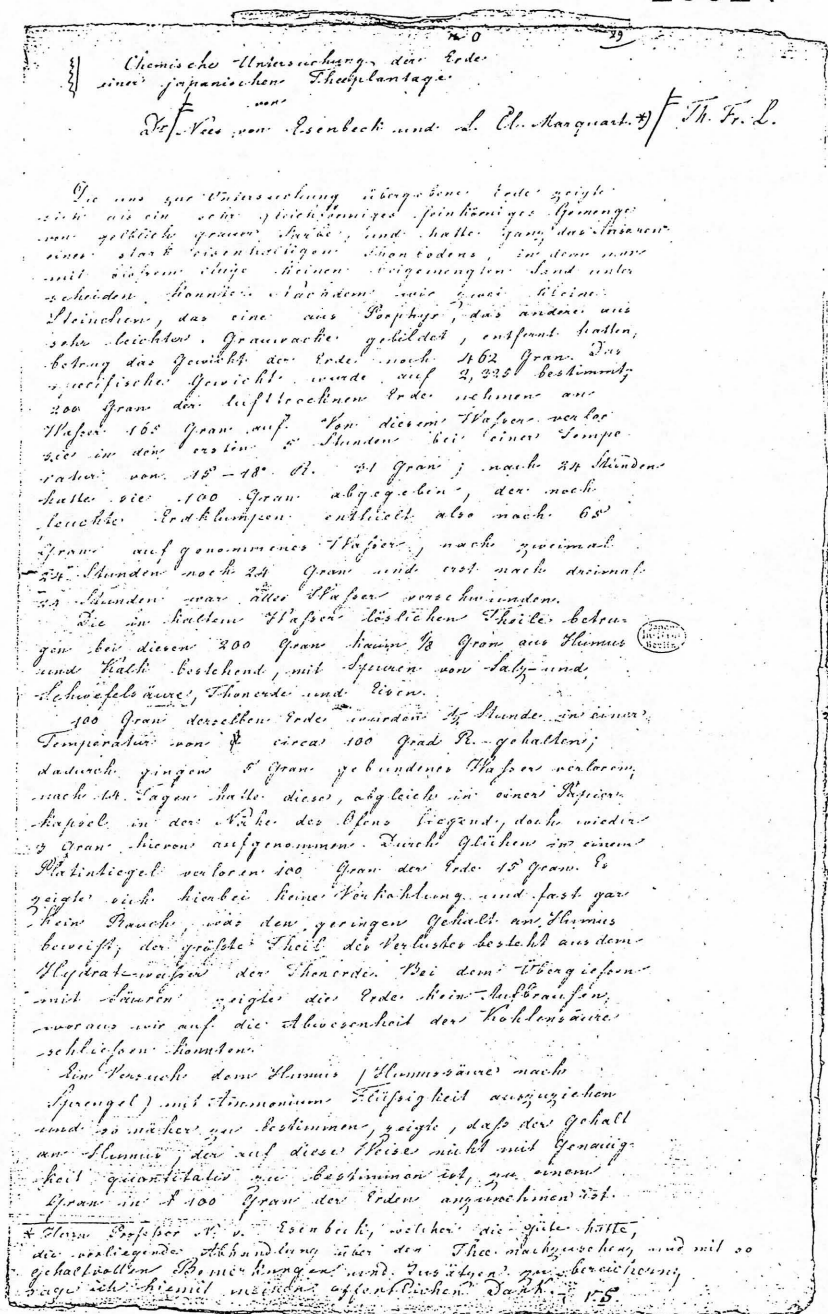 29
Chemische Untersuchung der Erde
einer japanischen Theeplantage
von
Dr Nees von Esenbeck und L. Cl. Marquart. *) Th. Fr. L.
Die uns zur Untersuchung übergebene Erde zeigte
sich als ein sehr gleichförmiges feinkörniges Gemenge
von gelblich grauer Farbe, und hatte ganz das Ansehen
eines stark eisenhaltigen Thonbodens, in dem man
mit bloßem Auge keinen beigemengten Sand unter
scheiden konnte. Nachdem wir zwei kleine
Steinchen, das eine aus Porphyr, das andere aus
sehr leichter Grauwacke gebildet, entfernt hatten,
betrug das Gewicht der Erde noch 462 Gran. Das
specifische Gewicht wurde auf 2,325 bestimmt;
200 Gran der lufttrocknen Erde nehmen an
Waßer 165 Gran auf. Von diesem Waßer verlor
sie in den ersten 5 Stunden bei einer Tempe
ratur von 15-18° R. 31 Gran; nach 24 Stunden
hatte sie 100 Gran abgegeben, der noch
feuchte Erdklumpen enthielt also noch 65
Gran aufgenommenes Waßer, nach zweimal
24 Stunden noch 24 Gran und erst nach dreimal
24 Stunden war alles Waßer verschwunden.
Die in kaltem Waßer löslichen Theile betru-
gen bei diesen 200 Gran kaum 1/8 Gran aus Humus
und Kalk bestehend, mit Spuren von Salz- und
Schwefelsäure, Thonerde und Eisen.
100 Gran derselben Erde wurden 1/2 Stunde in einer
Temperatur von circa 100 Grad R. gehalten;
dadurch gingen 5 Gran gebundenes Waßer verloren;
nach 14 Tagen hatte diese, obgleich in einer Papier
kapsel in der Nähe des Ofens liegend, doch wieder
3 Gran hievon aufgenommen. Durch Glühen in einem
Platintiegel verloren 100 Gran der Erde 15 Gran. Es
zeigte sich hierbei keine Verkohlung und fast gar
kein Rauch, was den geringen Gehalt an Humus
beweißt; der größte Theil des Verlustes besteht aus dem
Hydratwaßer der Thonerde. Bei dem Übergießen
mit Säuren zeigte die Erde kein Aufbraußen,
woraus wir auf die Abwesenheit der Kohlensäure
schließen konnten.
Ein Versuch dem Humus (Humussäure nach
Sprengel) mit Ammonium Flüßigkeit auszuziehen
und so näher zu bestimmen, zeigte, daß der Gehalt
an Humus, der auf diese Weise nicht mit Genauig-
keit quantitativ zu bestimmen ist, zu einem
Gran in 100 Gran der Erden anzunehmen ist.
* Herrn Profeßor N. v. Esenbeck, welcher die Güte hatte,
die vorliegende Abhandlung über den Thee nachzusehen, und mit so
gehaltvollen Bemerkungen und Zusätzen zu bereichern,
sage ich hiemit meinen öffentlichen Dank. v S.